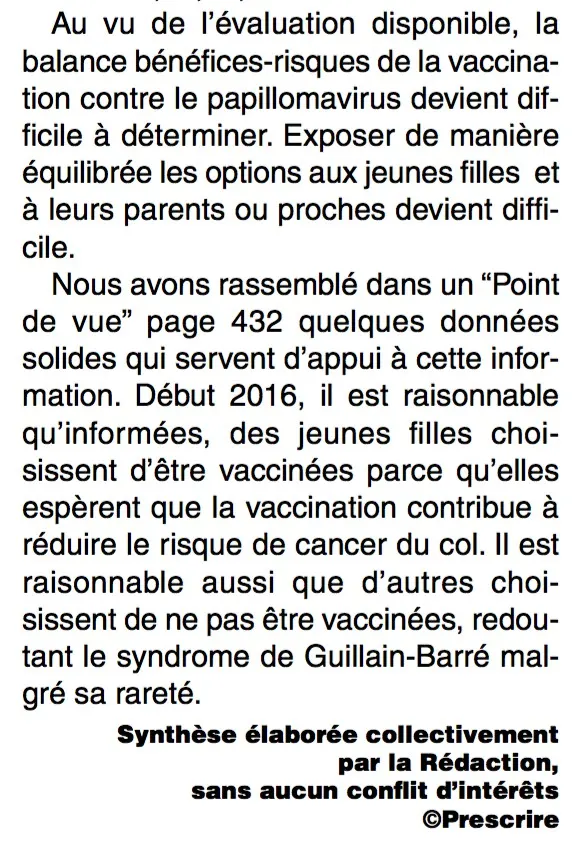 Au vu de l’évaluation disponible, la
balance bénéfices-risques de la vaccina-
tion contre le papillomavirus devient dif-
ficile à déterminer. Exposer de manière
équilibrée les options aux jeunes filles et
à leurs parents ou proches devient diffi-
cile.
Nous avons rassemblé dans un “Point
de vue” page 432 quelques données
solides qui servent d’appui à cette infor-
mation. Début 2016, il est raisonnable
qu’informées, des jeunes filles choi-
sissent d’être vaccinées parce qu’elles
espèrent que la vaccination contribue à
réduire le risque de cancer du col. Il est
raisonnable aussi que d’autres choi-
sissent de ne pas être vaccinées, redou-
tant le syndrome de Guillain-Barré mal-
gré sa rareté.
Synthèse élaborée collectivement
par la Rédaction,
sans aucun conflit d’intérêts
©Prescrire